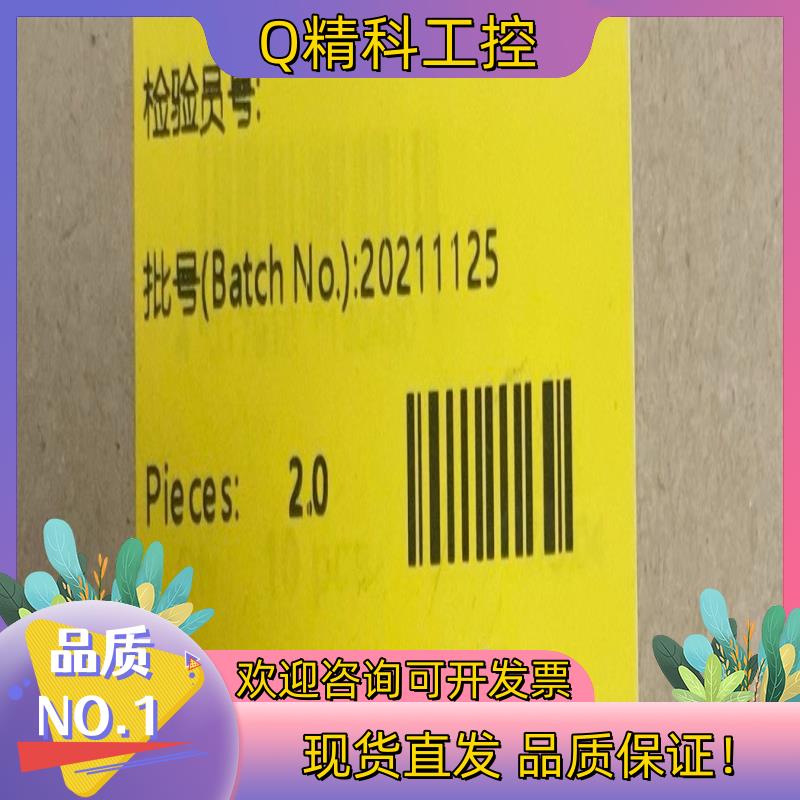 Q精科工控
检验员号:
批号(Batch No.):20211125
Pieces: 2.0
品质
NO.1
欢迎咨询可开发票
现货直发 品质保证!